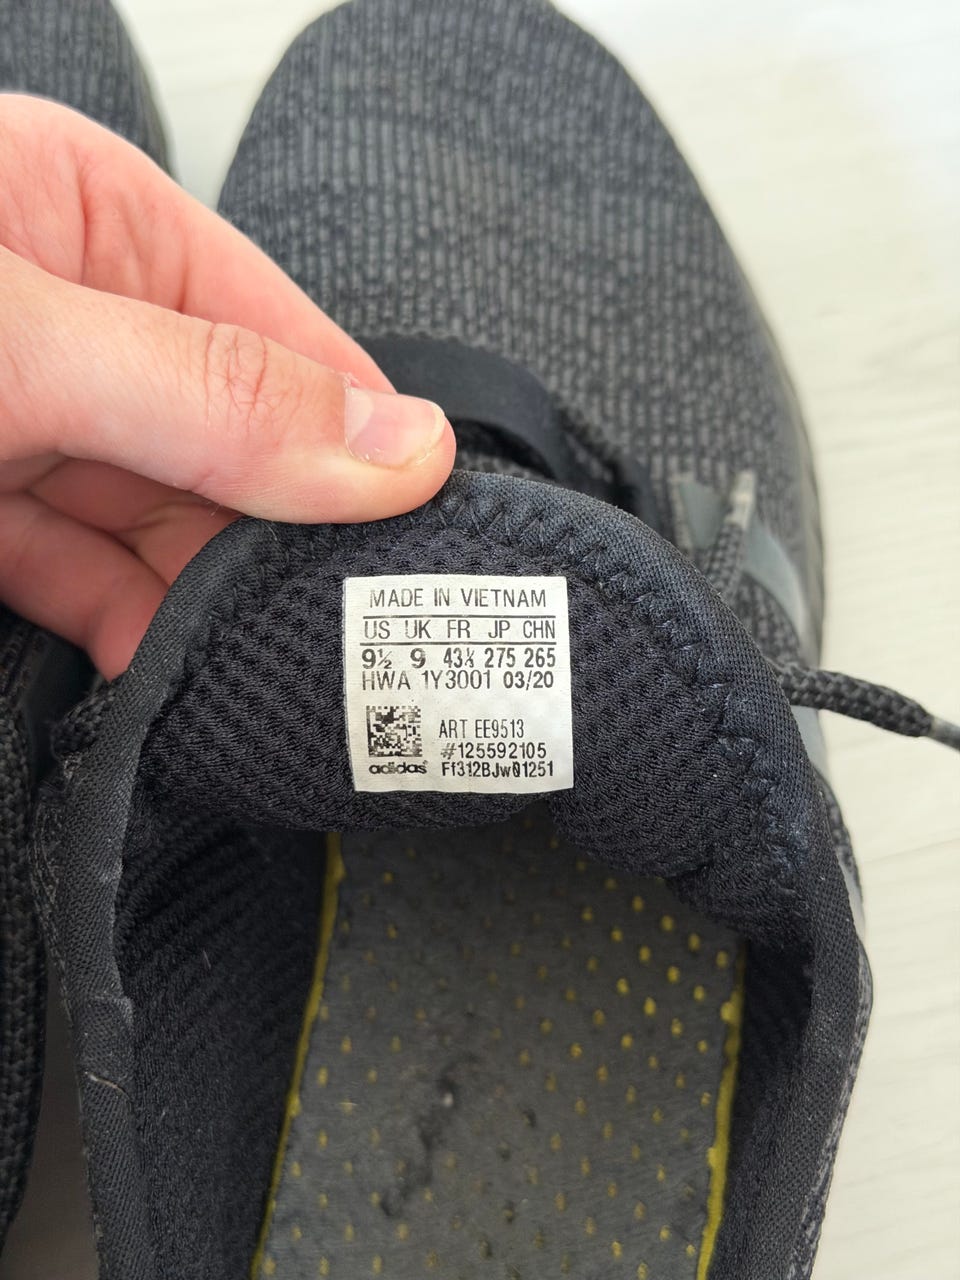 MADE IN VIETNAM
US UK FR JP CHN
9½ 9 43⅓ 275 265
HWA 1Y3001 03/20
ART EE9513
#125592105
adidas Ff312BJw01251